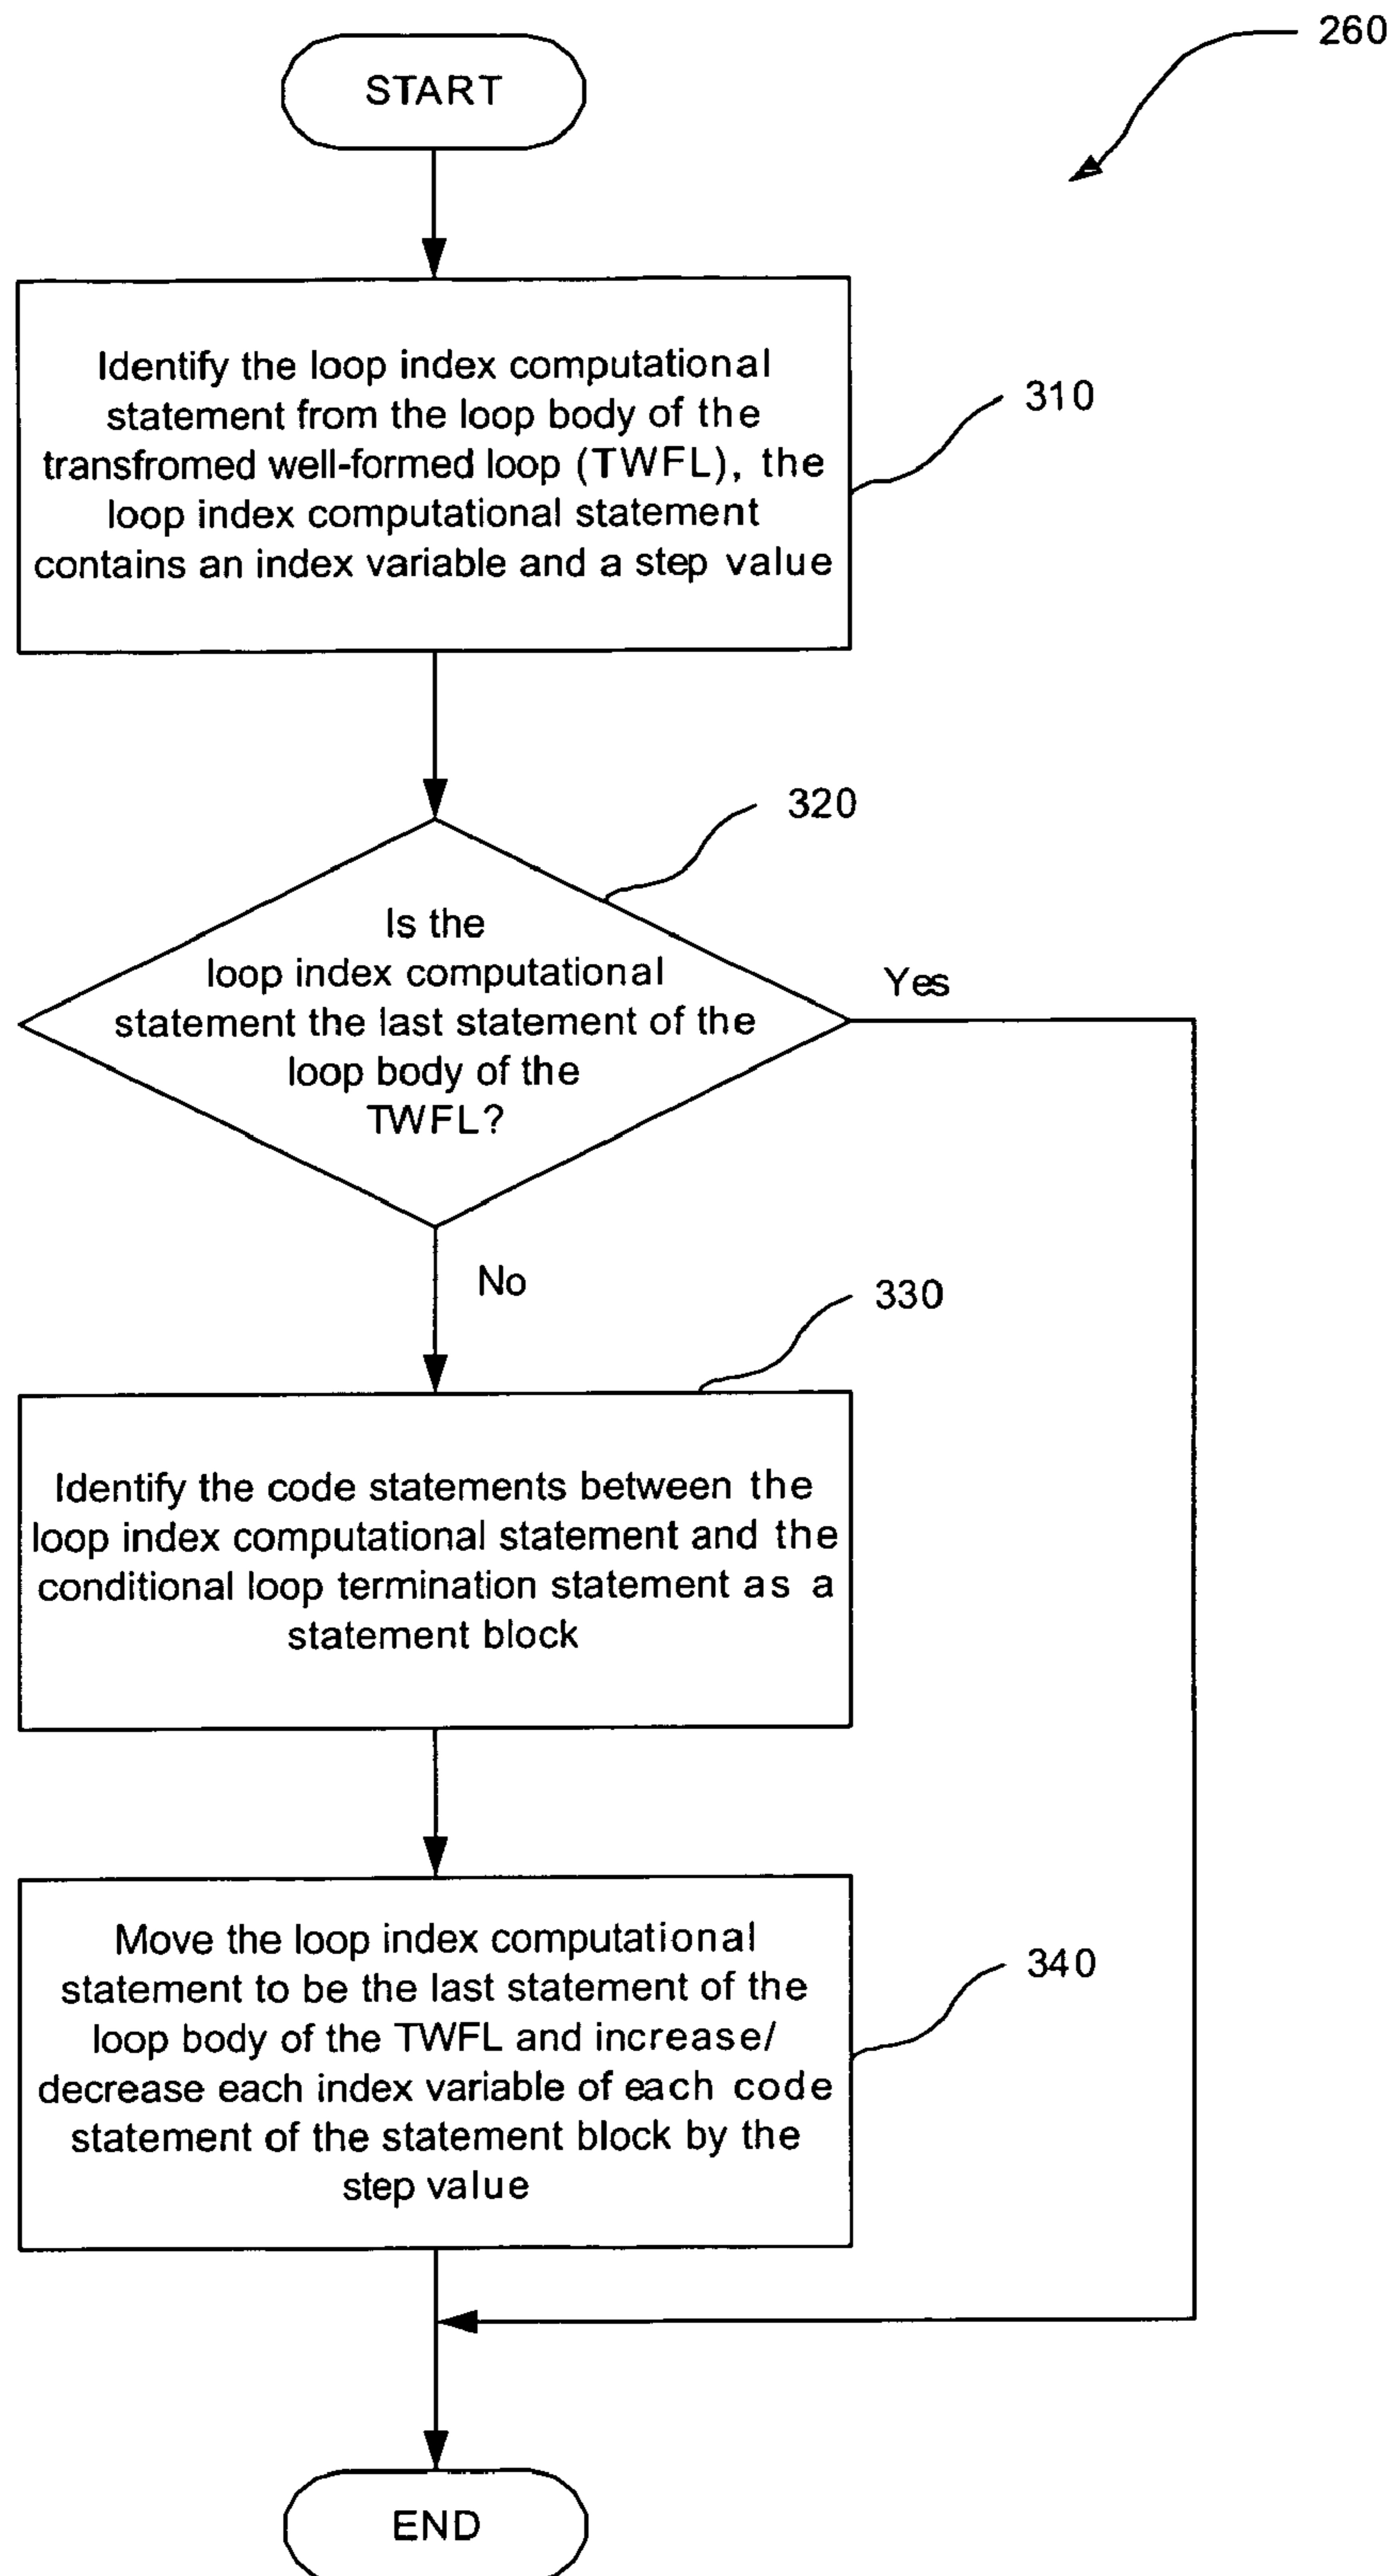 260
START
Identify the loop index computational
statement from the loop body of the
transfromed well-formed loop (TWFL), the
loop index computational statement
contains an index variable and a step value
310
320
Is the
loop index computational
statement the last statement of the
loop body of the
TWFL?
Yes
No
330
Identify the code statements between the
loop index computational statement and the
conditional loop termination statement as a
statement block
Move the loop index computational
statement to be the last statement of the
loop body of the TWFL and increase/
decrease each index variable of each code
statement of the statement block by the
step value
340
END